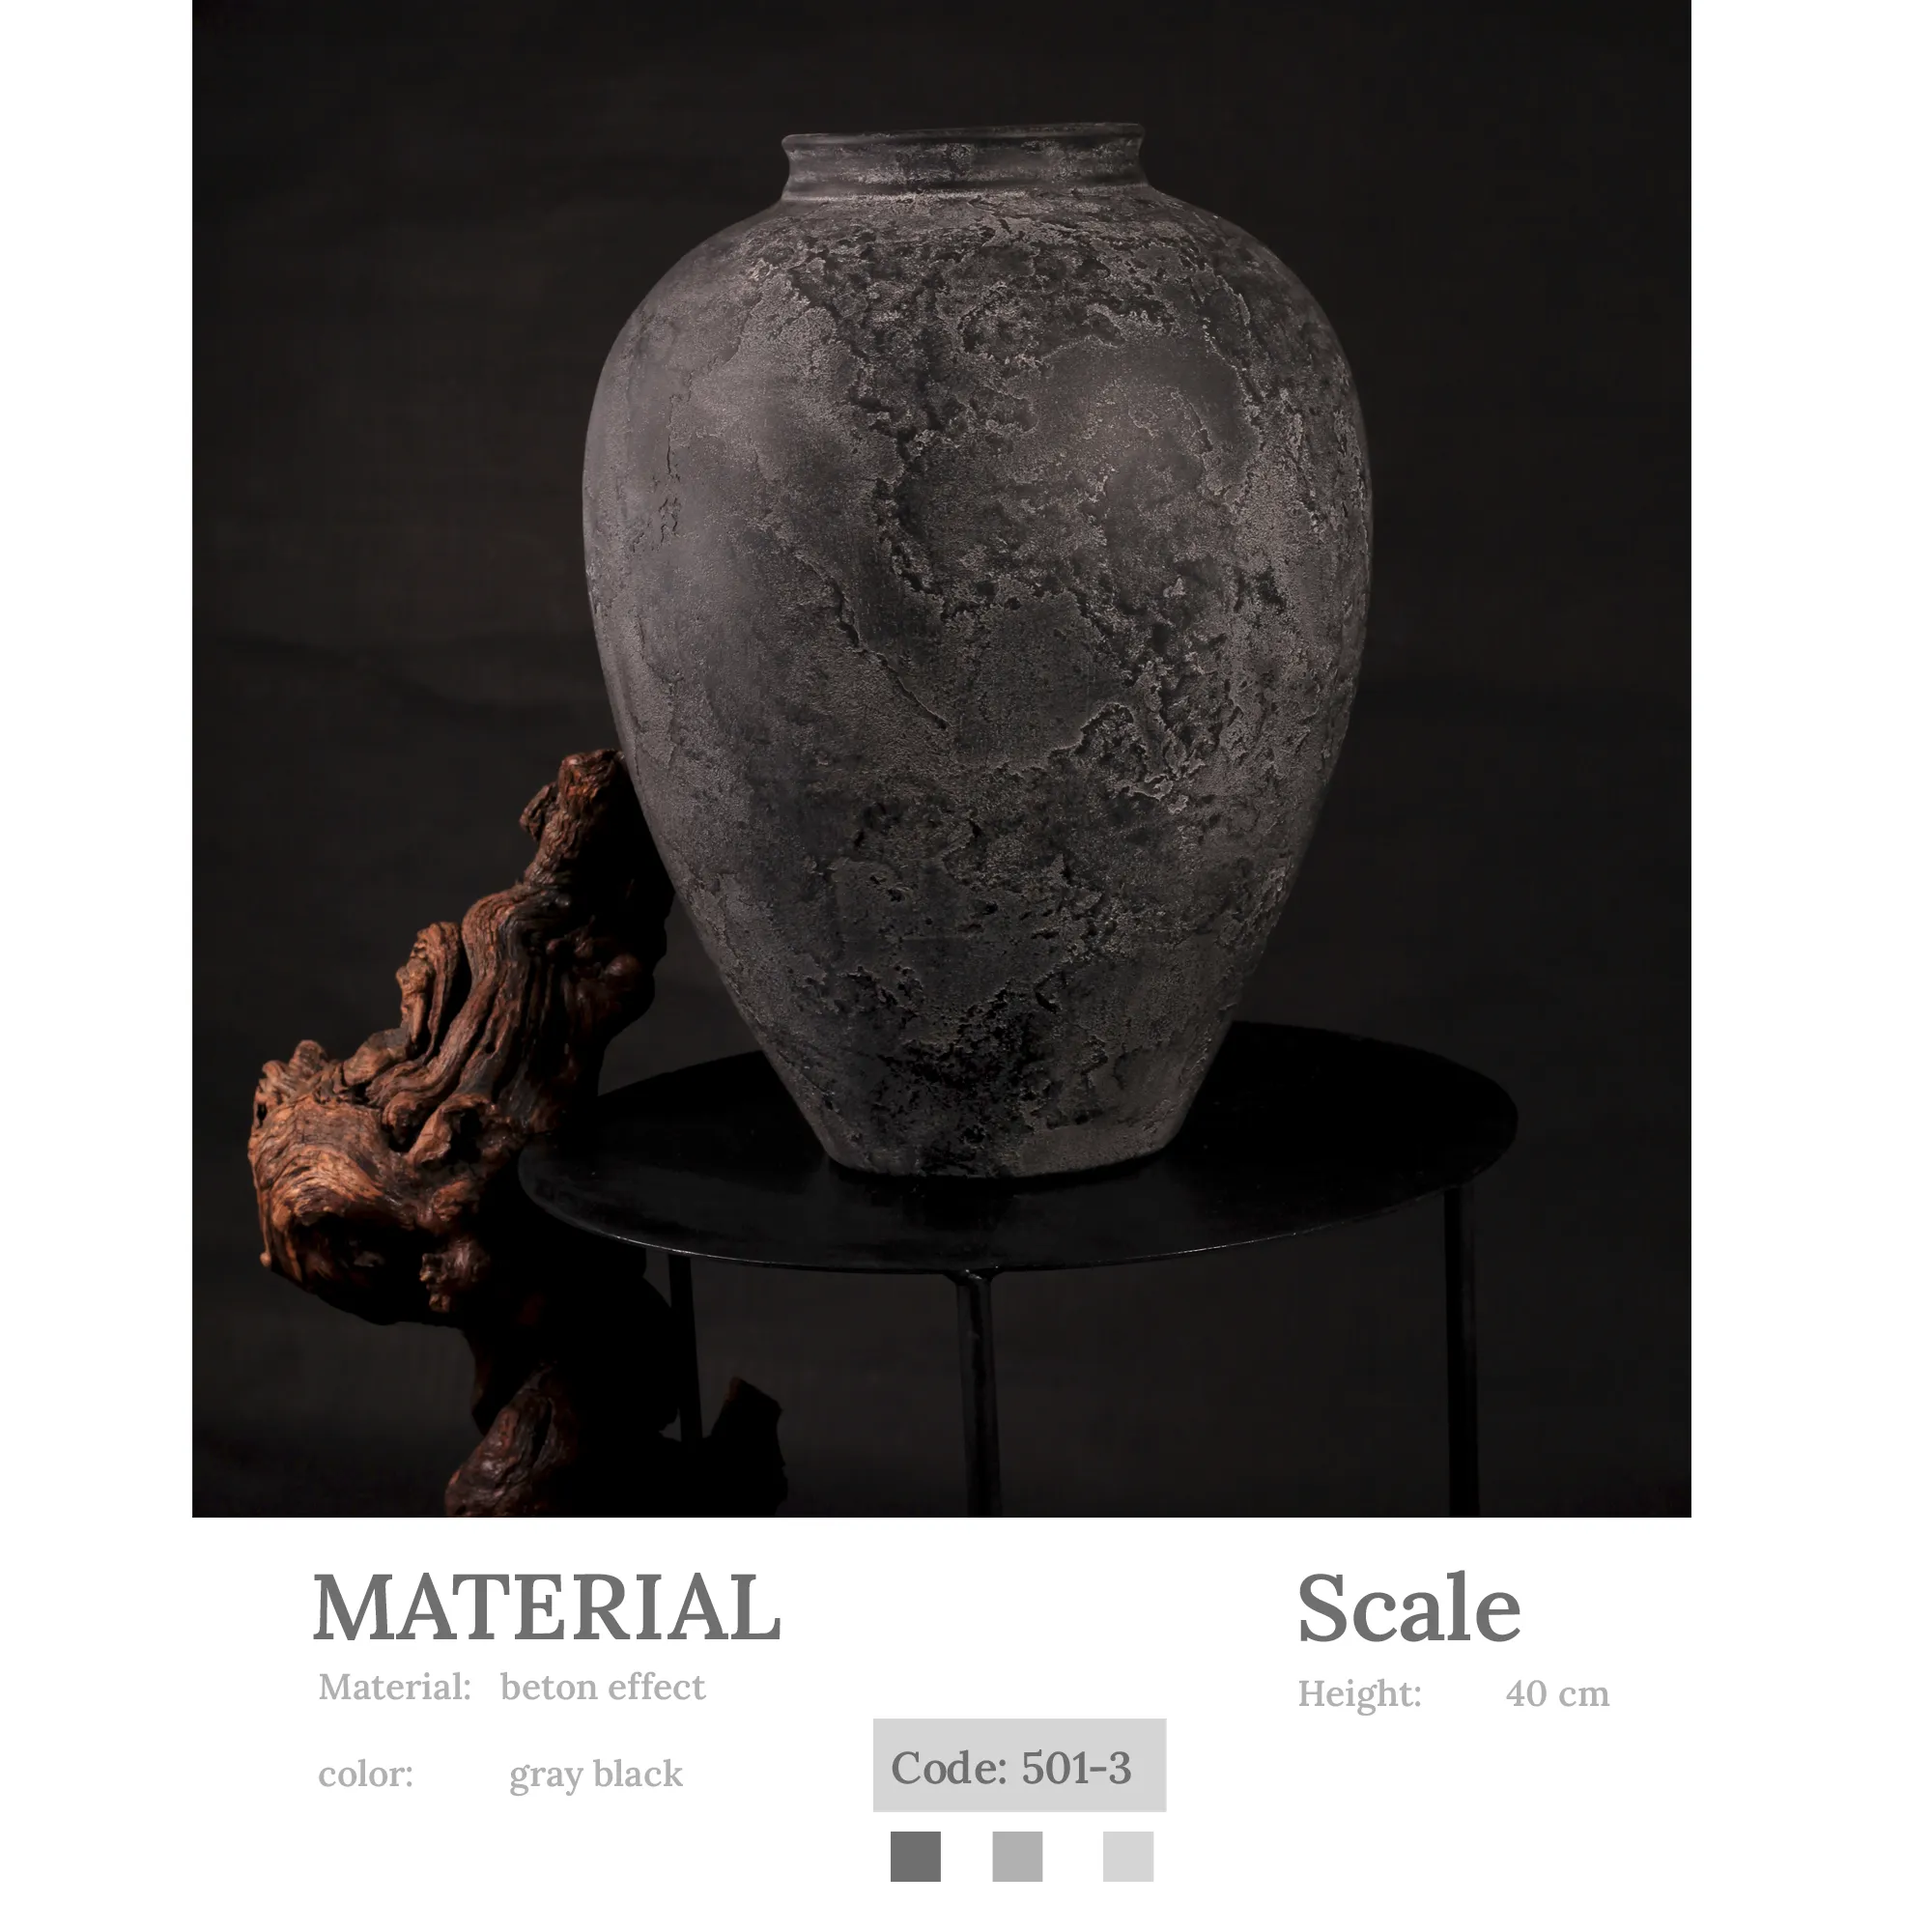 MATERIAL
Material: beton effect
color: gray black
Code: 501-3
Scale
Height: 40 cm